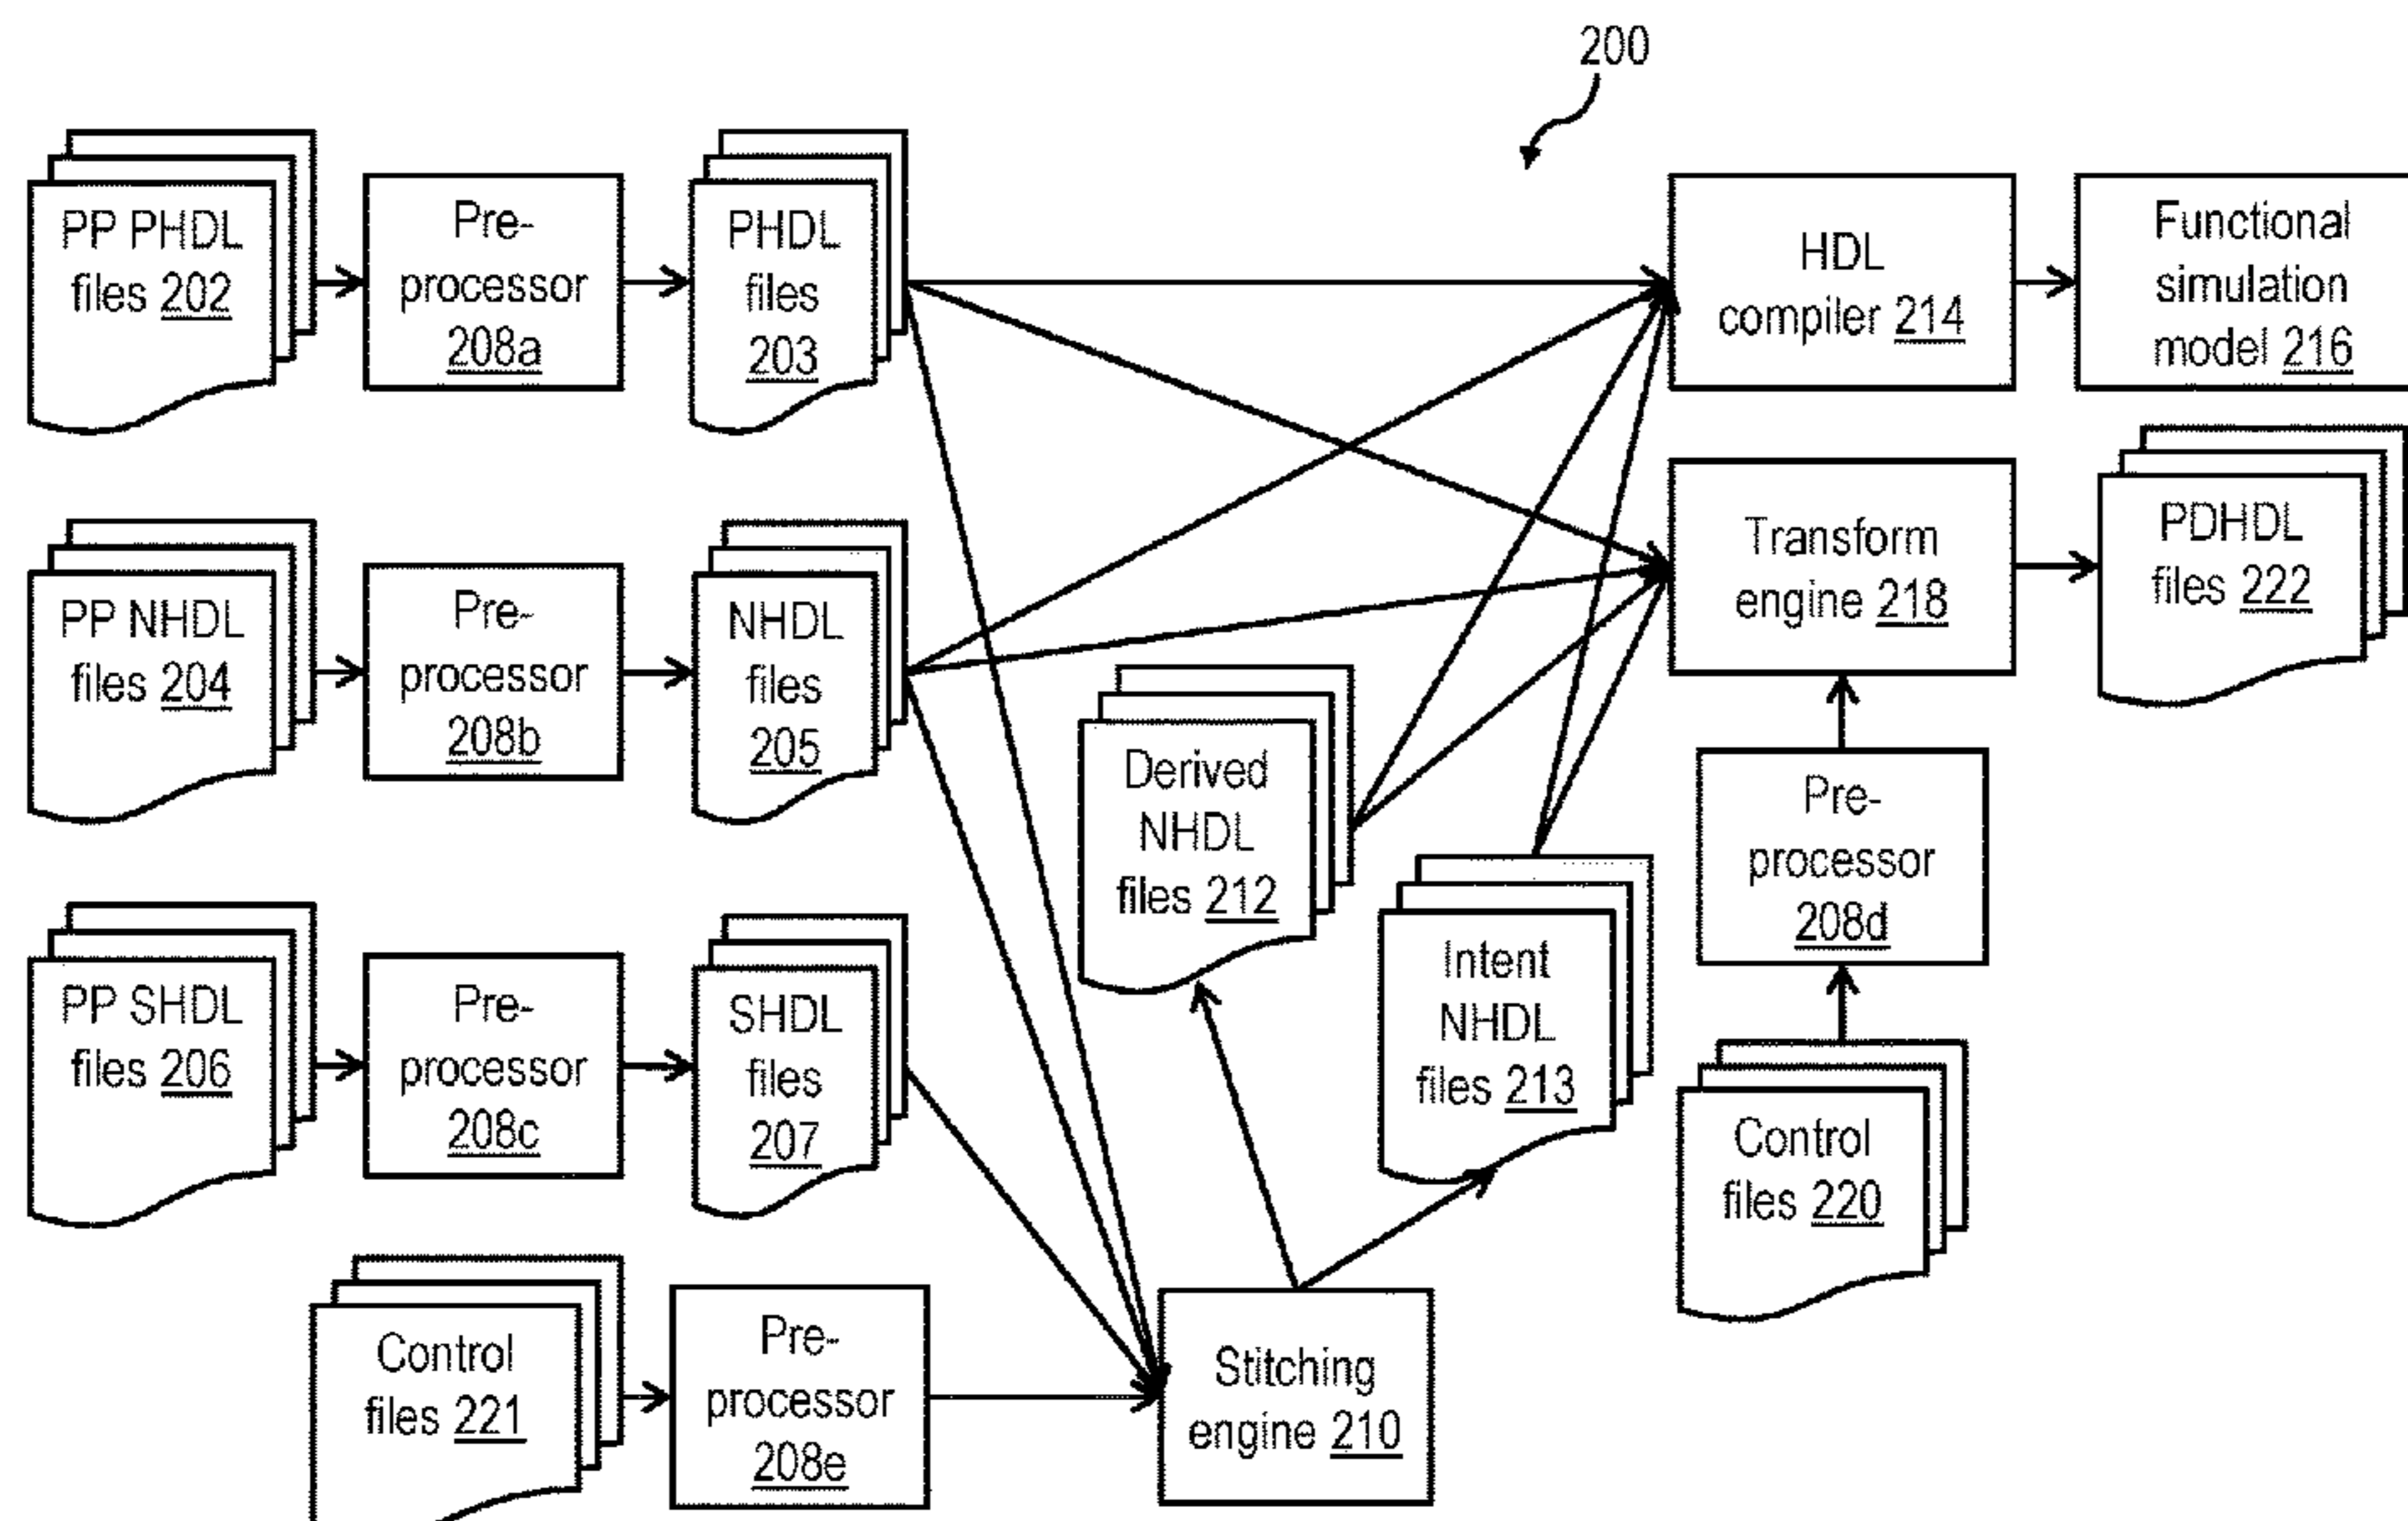 200
PP PHDL
files 202
Pre-
processor
208a
PHDL
files
203
HDL
compiler 214
Functional
simulation
model 216
PP NHDL
files 204
Pre-
processor
208b
NHDL
files
205
Transform
engine 218
PDHDL
files 222
Derived
NHDL
files 212
Pre-
processor
208d
PP SHDL
files 206
Pre-
processor
208c
SHDL
files
207
Intent
NHDL
files 213
Control
files 220
Control
files 221
Pre-
processor
208e
Stitching
engine 210